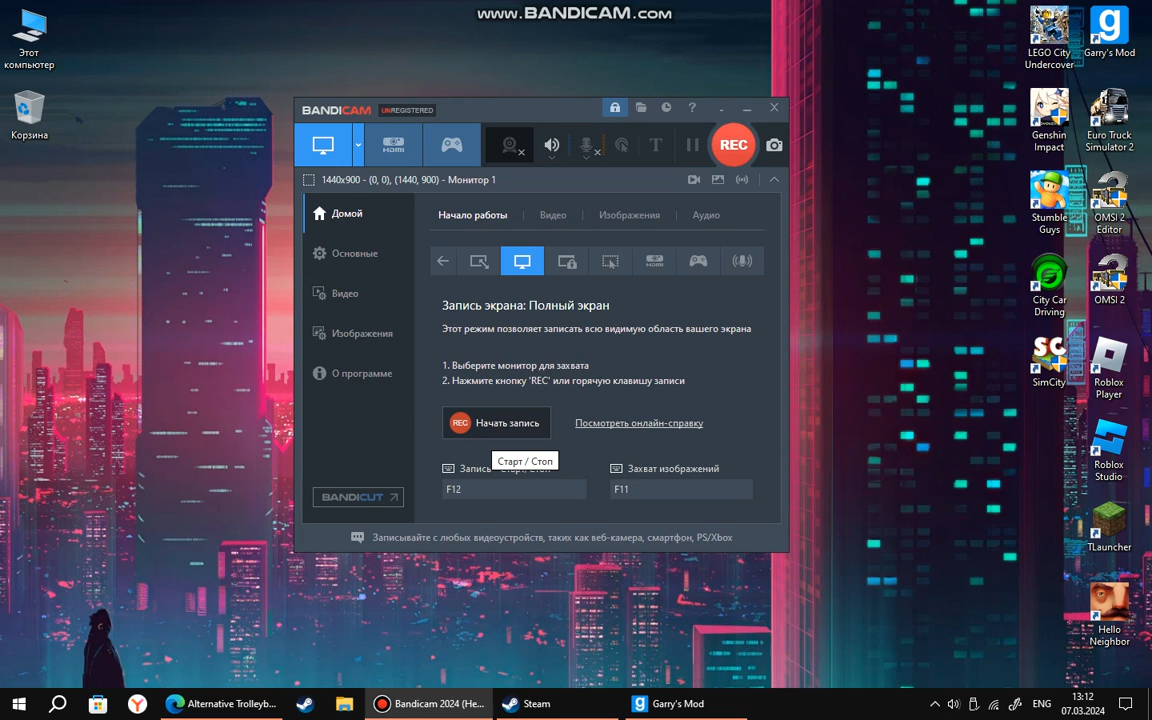 www.BANDICAM.com
Этот
компьютер
Корзина
LEGO City
Undercover
Garry's Mod
Genshin
Impact
Euro Truck
Simulator 2
Stumble
Guys
OMSI 2
Editor
City Car
Driving
OMSI 2
SimCity
Roblox
Player
Roblox
Studio
TLauncher
Hello
Neighbor
BANDICAM UNREGISTERED
HDMI
T
REC
1440x900 - (0, 0), (1440, 900) - Монитор 1
Домой
Основные
Видео
Изображения
О программе
BANDICUT
Начало работы
Видео
Изображения
Аудио
HDMI
Запись экрана: Полный экран
Этот режим позволяет записать всю видимую область вашего экрана
1. Выберите монитор для захвата
2. Нажмите кнопку 'REC' или горячую клавишу записи
REC Начать запись
Посмотреть онлайн-справку
Старт / Стоп
Запись
Захват изображений
F12
F11
Записывайте с любых видеоустройств, таких как веб-камера, смартфон, PS/Xbox
Alternative Trolleyb...
Bandicam 2024 (Не...
Steam
Garry's Mod
ENG
13:12
07.03.2024